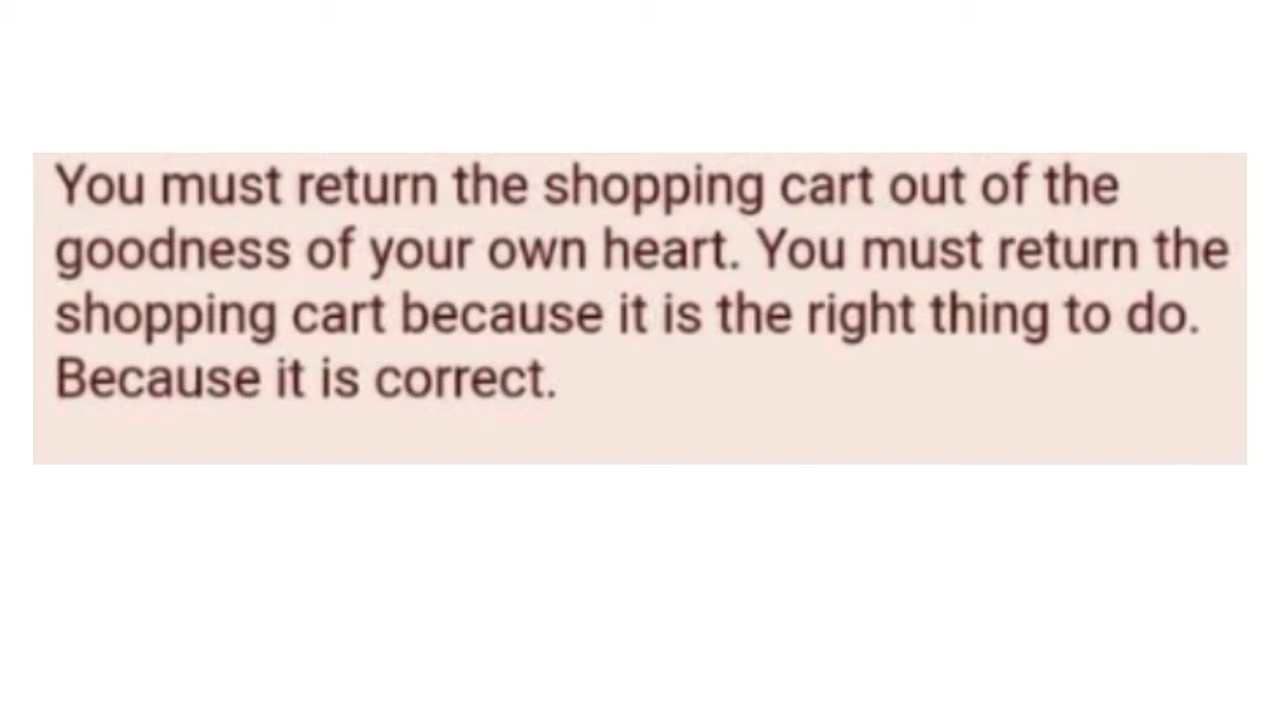 You must return the shopping cart out of the
goodness of your own heart. You must return the
shopping cart because it is the right thing to do.
Because it is correct.